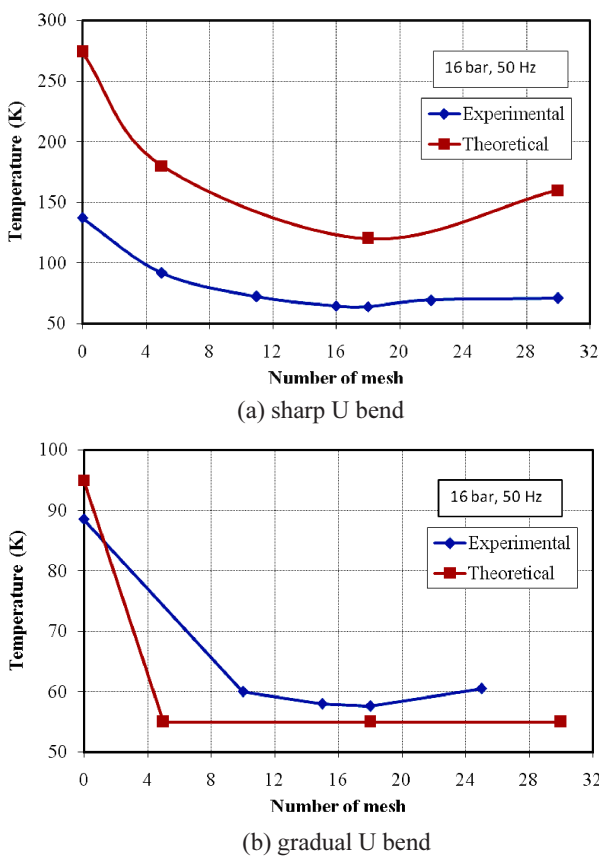 300
250
200
150
100
50
Temperature (K)
16 bar, 50 Hz
Experimental
Theoretical
0 4 8 12 16 20 24 28 32
Number of mesh
(a) sharp U bend
100
90
80
70
60
50
Temperature (K)
16 bar, 50 Hz
Experimental
Theoretical
0 4 8 12 16 20 24 28 32
Number of mesh
(b) gradual U bend